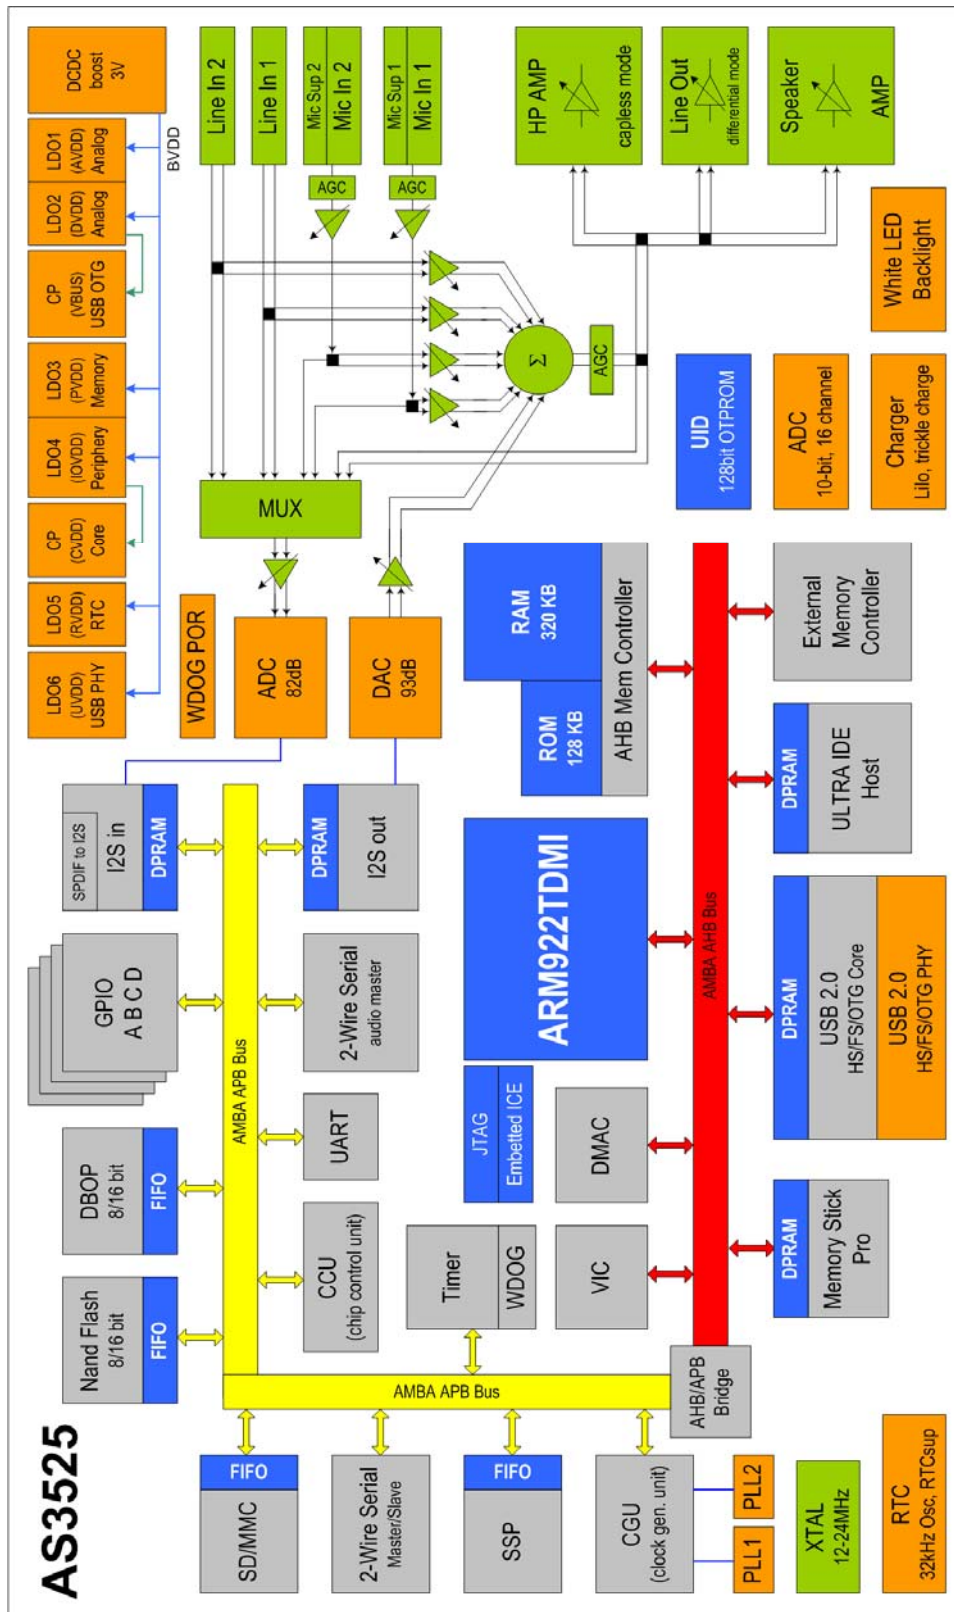 AS3525
Nand Flash
8/16 bit
FIFO
DBOP
8/16 bit
FIFO
GPIO
A B C D
SPDIF to I2S
I2S in
DPRAM
LDO6
(UVDD)
USB PHY
LDO5
(RVDD)
RTC
CP
(CVDD)
Core
LDO4
(IOVDD)
Periphery
LDO3
(PVDD)
Memory
CP
(VBUS)
USB OTG
LDO2
(DVDD)
Analog
LDO1
(AVDD)
Analog
DCDC
boost
3V
BVDD
WDOG POR
AMBA APB Bus
ADC
82dB
MUX
Line In 2
Line In 1
Mic Sup 2
Mic In 2
AGC
Mic Sup 1
Mic In 1
AGC
FIFO
SD/MMC
AMBA APB Bus
CCU
(chip control unit)
UART
2-Wire Serial
audio master
DPRAM
I2S out
DAC
93dB
2-Wire Serial
Master/Slave
Timer
WDOG
JTAG
Embetted ICE
ARM922TDMI
ROM
128 KB
RAM
320 KB
AHB Mem Controller
Σ
AGC
HP AMP
capless mode
Line Out
differential mode
Speaker
AMP
FIFO
SSP
VIC
DMAC
CGU
(clock gen. unit)
AHB/APB
Bridge
AMBA AHB Bus
UID
128bit OTPROM
ADC
10-bit, 16 channel
White LED
Backlight
Charger
LiIo, trickle charge
PLL1
PLL2
XTAL
12-24MHz
RTC
32kHz Osc, RTCsup
DPRAM
Memory Stick
Pro
DPRAM
USB 2.0
HS/FS/OTG Core
USB 2.0
HS/FS/OTG PHY
DPRAM
ULTRA IDE
Host
External
Memory
Controller